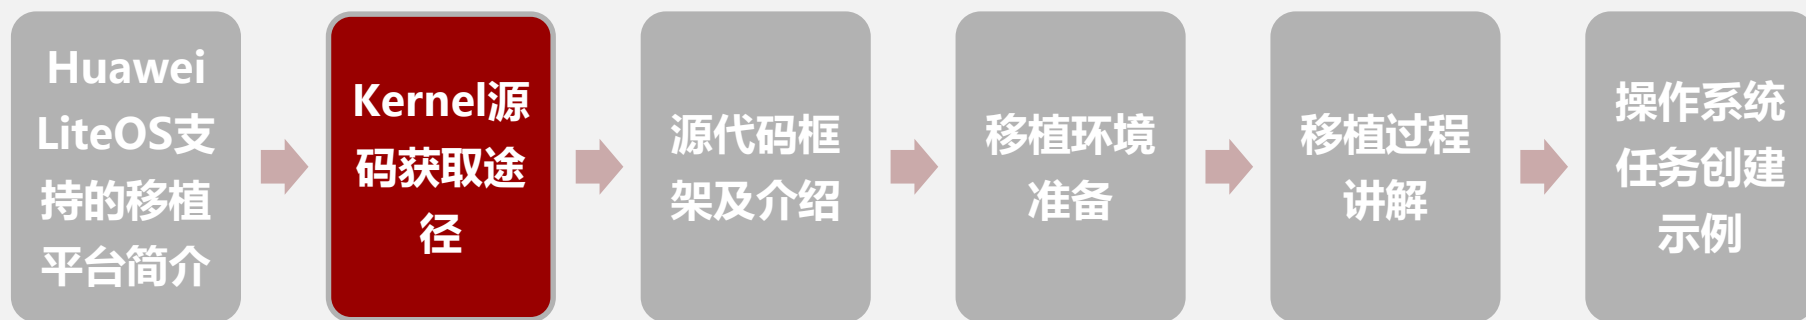 Huawei
LiteOS支
持的移植
平台简介
Kernel源
码获取途
径
源代码框
架及介绍
移植环境
准备
移植过程
讲解
操作系统
任务创建
示例